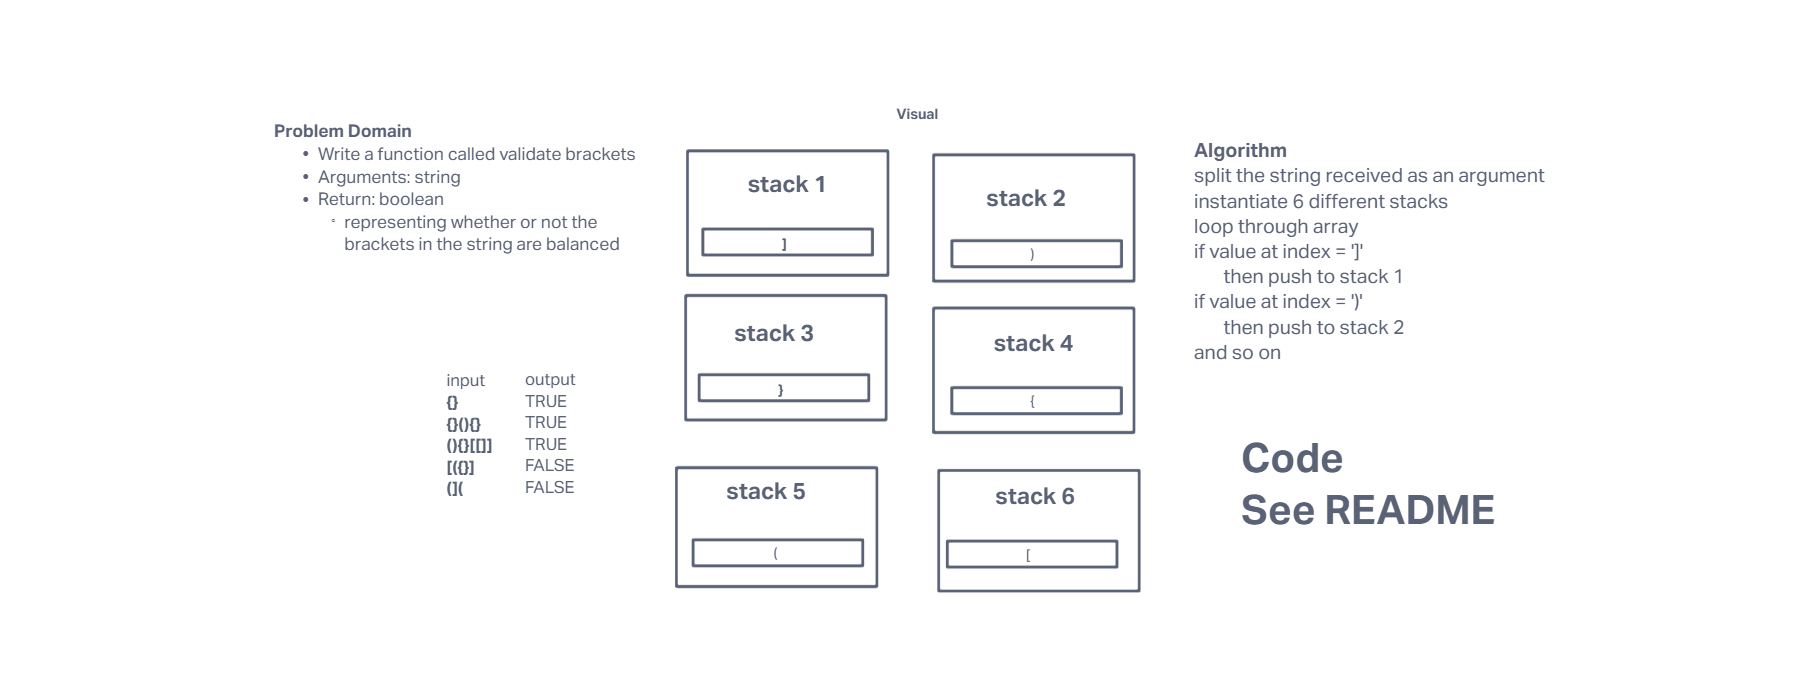 Problem Domain
• Write a function called validate brackets
• Arguments: string
• Return: boolean
◦ representing whether or not the
brackets in the string are balanced
input output
{} TRUE
{}(){} TRUE
(){}[[]] TRUE
[({}] FALSE
(]( FALSE
Visual
stack 1
]
stack 2
)
stack 3
}
stack 4
{
stack 5
(
stack 6
[
Algorithm
split the string received as an argument
instantiate 6 different stacks
loop through array
if value at index = ']'
then push to stack 1
if value at index = ')'
then push to stack 2
and so on
Code
See README